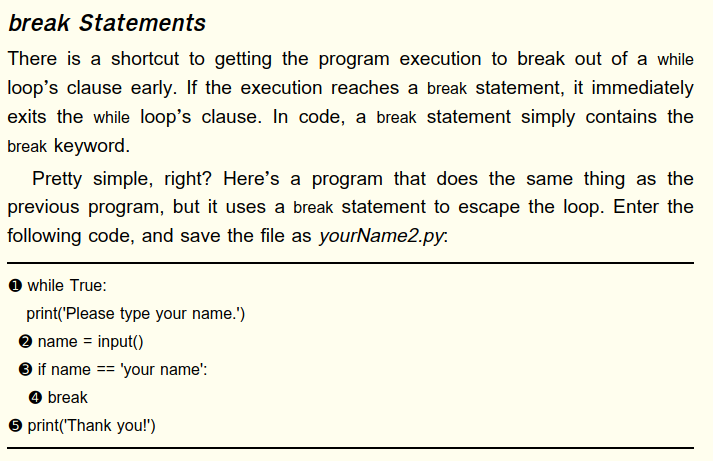 break Statements
There is a shortcut to getting the program execution to break out of a while
loop’s clause early. If the execution reaches a break statement, it immediately
exits the while loop’s clause. In code, a break statement simply contains the
break keyword.
Pretty simple, right? Here’s a program that does the same thing as the
previous program, but it uses a break statement to escape the loop. Enter the
following code, and save the file as yourName2.py:
❶ while True:
print('Please type your name.')
❷ name = input()
❸ if name == 'your name':
❹ break
❺ print('Thank you!')